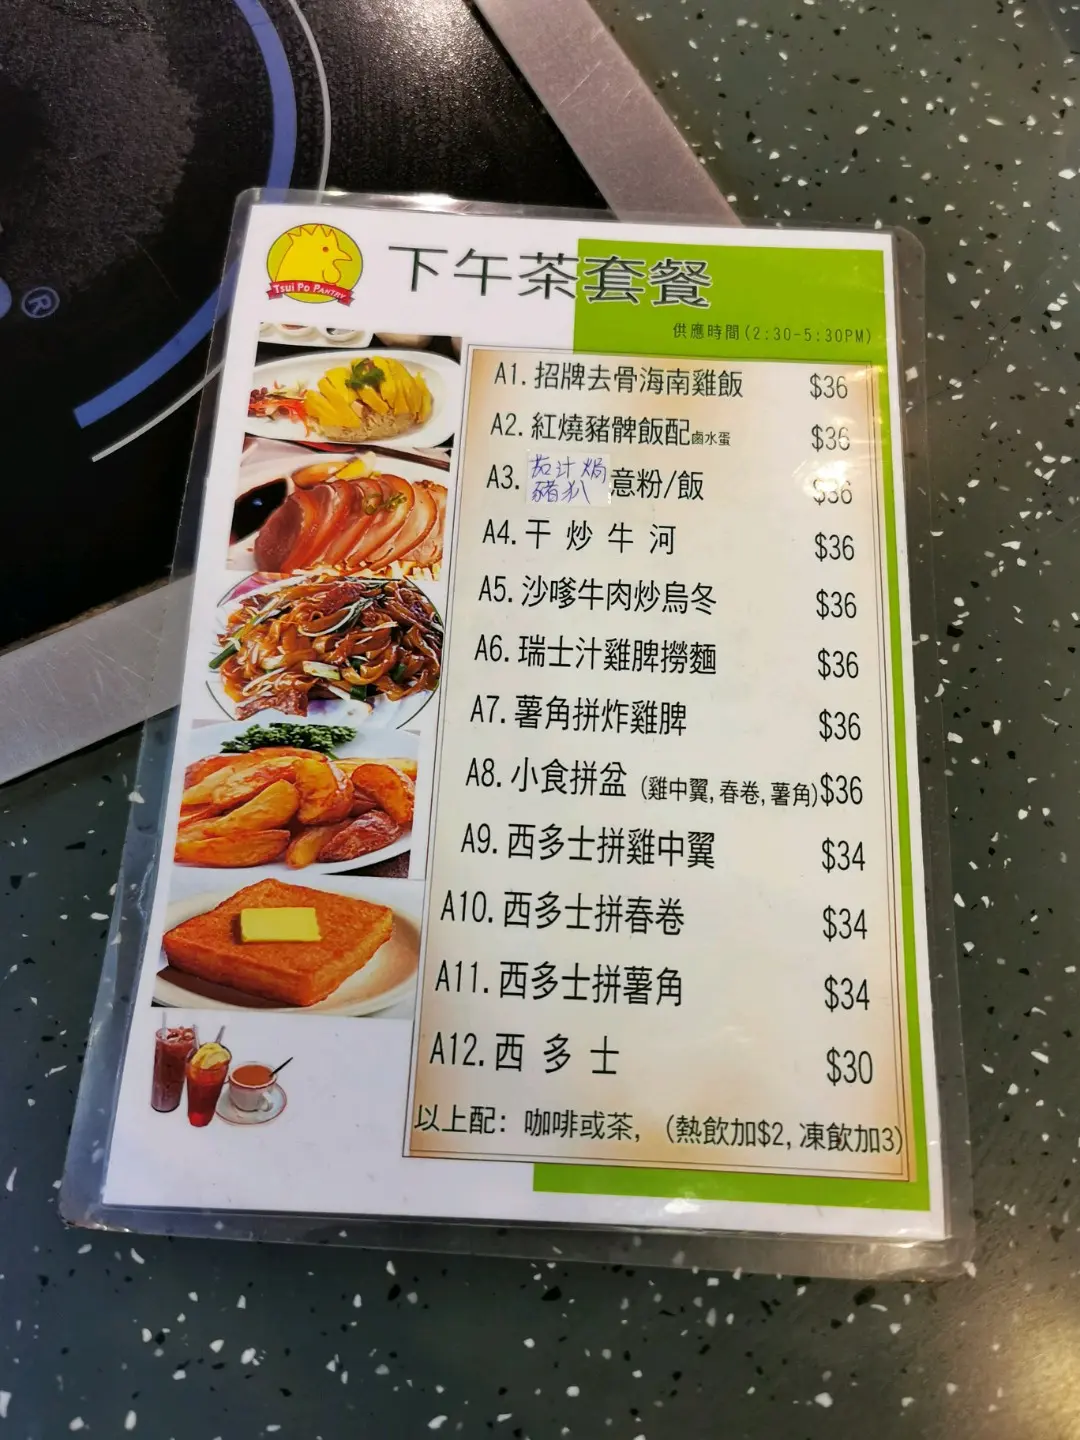 ®
Tsui Po PANTRY
下午茶套餐
供應時間(2:30-5:30PM)
A1.招牌去骨海南雞飯 $36
A2.紅燒豬髀飯配鹵水蛋 $36
A3.茄汁焗豬扒意粉/飯 $36
A4.干炒牛河 $36
A5.沙嗲牛肉炒烏冬 $36
A6.瑞士汁雞脾撈麵 $36
A7.薯角拼炸雞脾 $36
A8.小食拼盆(雞中翼,春卷,薯角) $36
A9.西多士拼雞中翼 $34
A10.西多士拼春卷 $34
A11.西多士拼薯角 $34
A12.西多士 $30
以上配:咖啡或茶,(熱飲加$2,凍飲加3)